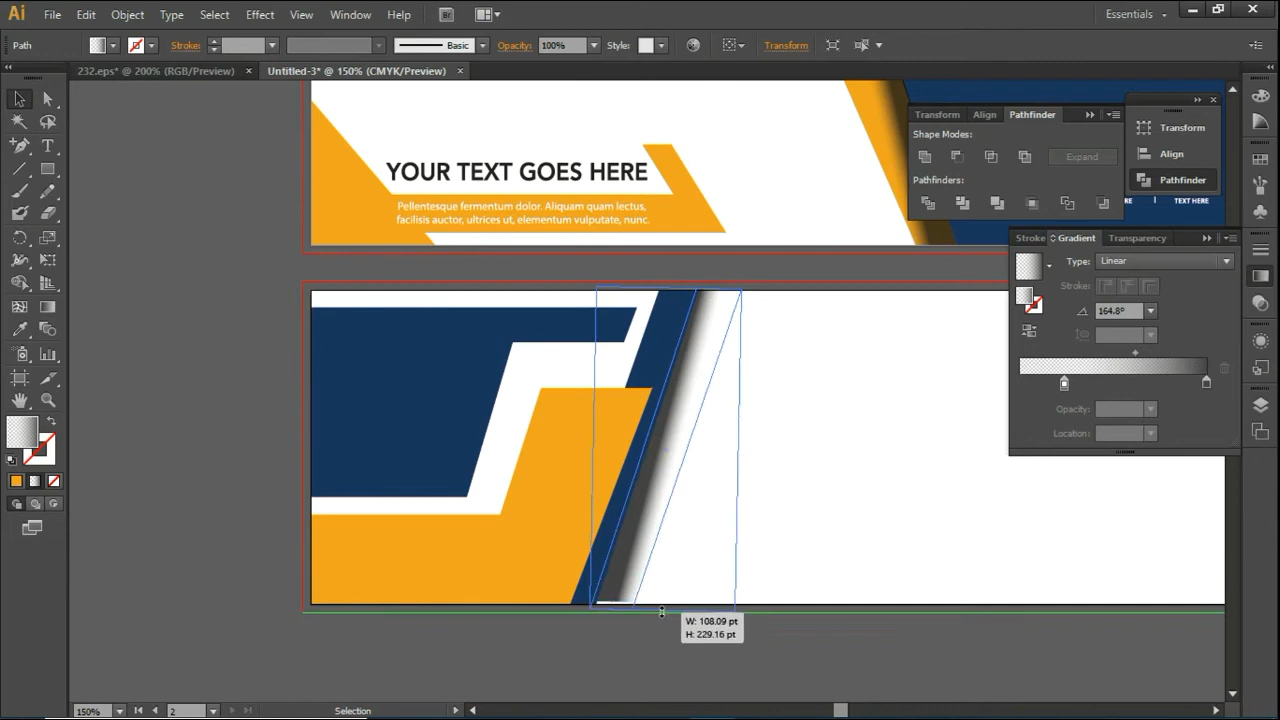 Ai File Edit Object Type Select Effect View Window Help Br Essentials
Path Stroke: Basic Opacity: 100% Style: Transform
232.eps* @ 200% (RGB/Preview) × Untitled-3* @ 150% (CMYK/Preview) ×
Transform Align Pathfinder
Shape Modes:
Expand
Pathfinders:
Transform
Align
Pathfinder
TEXT HERE
YOUR TEXT GOES HERE
Pellentesque fermentum dolor. Aliquam quam lectus,
facilisis auctor, ultrices ut, elementum vulputate, nunc.
Stroke Gradient Transparency
Type: Linear
Stroke:
164.8°
Opacity:
Location:
W: 108.09 pt
H: 229.16 pt
150% 2 Selection